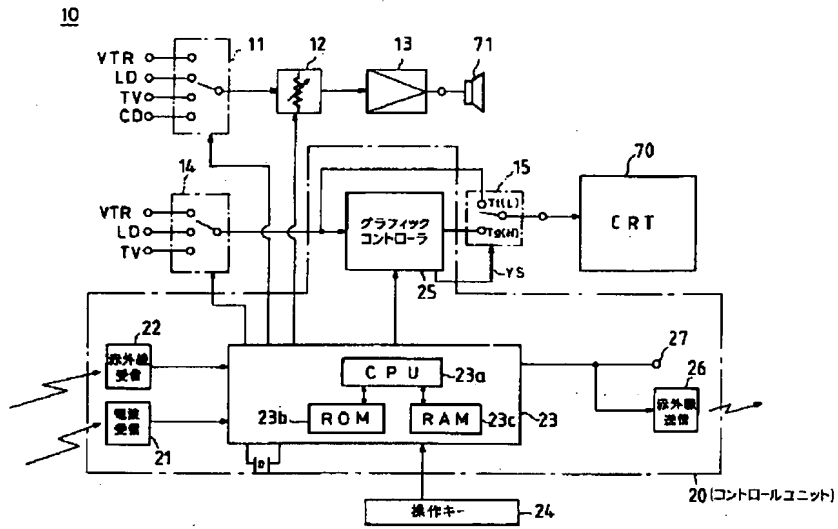 10
11
12
13
71
VTR
LD
TV
CD
14
15
70
VTR
LD
TV
グラフィック
コントローラ
T1(L)
Tg(H)
CRT
25
YS
22
赤外線
受信
電波
受信
21
CPU
23a
23b
ROM
RAM
23c
23
27
26
赤外線
送信
操作キー
24
20(コントロールユニット)